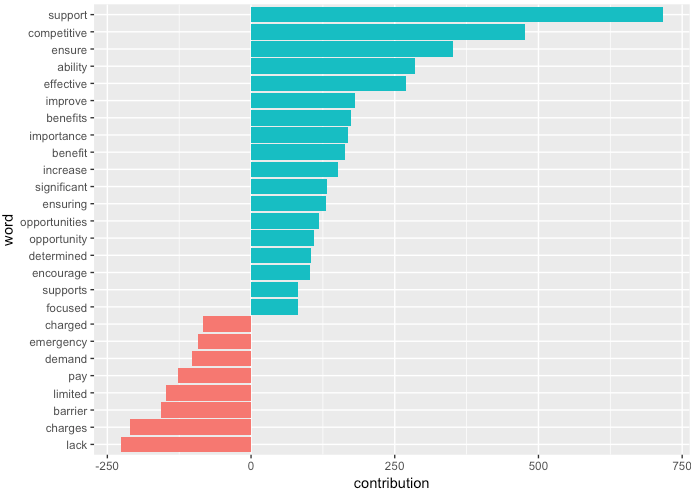 support
competitive
ensure
ability
effective
improve
benefits
importance
benefit
increase
significant
ensuring
opportunities
opportunity
determined
encourage
supports
focused
charged
emergency
demand
pay
limited
barrier
charges
lack
word
-250 0 250 500 750
contribution